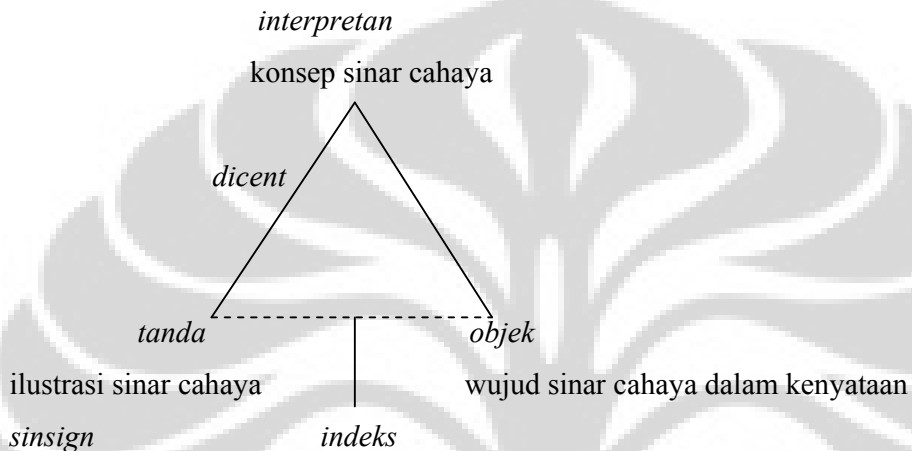 interpretan
konsep sinar cahaya
dicent
tanda objek
ilustrasi sinar cahaya wujud sinar cahaya dalam kenyataan
sinsign indeks